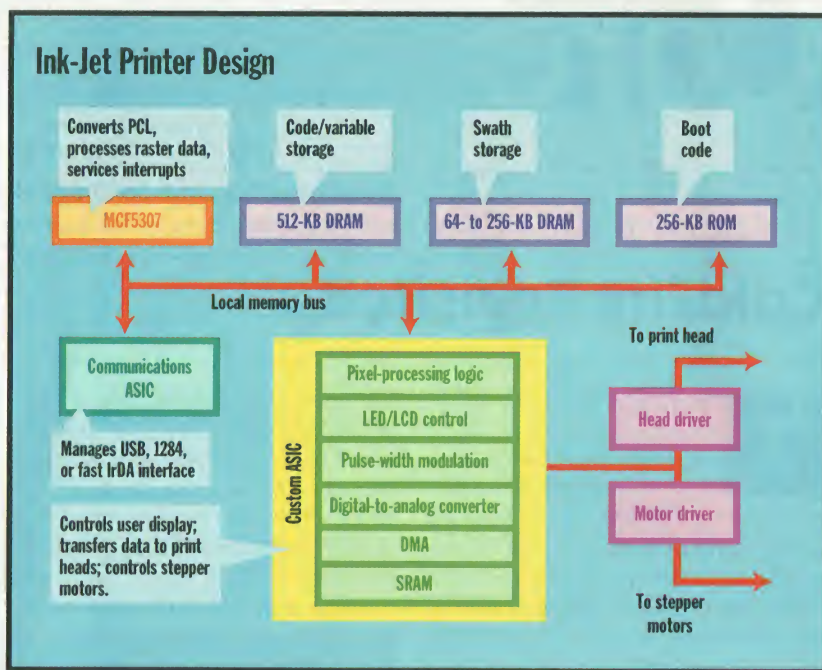 Ink-Jet Printer Design
Converts PCL,
processes raster data,
services interrupts
Code/variable
storage
Swath
storage
Boot
code
MCF5307
512-KB DRAM
64- to 256-KB DRAM
256-KB ROM
Local memory bus
Communications
ASIC
Manages USB, 1284,
or fast IrDA interface
Controls user display;
transfers data to print
heads; controls stepper
motors.
Custom ASIC
Pixel-processing logic
LED/LCD control
Pulse-width modulation
Digital-to-analog converter
DMA
SRAM
To print head
Head driver
Motor driver
To stepper
motors